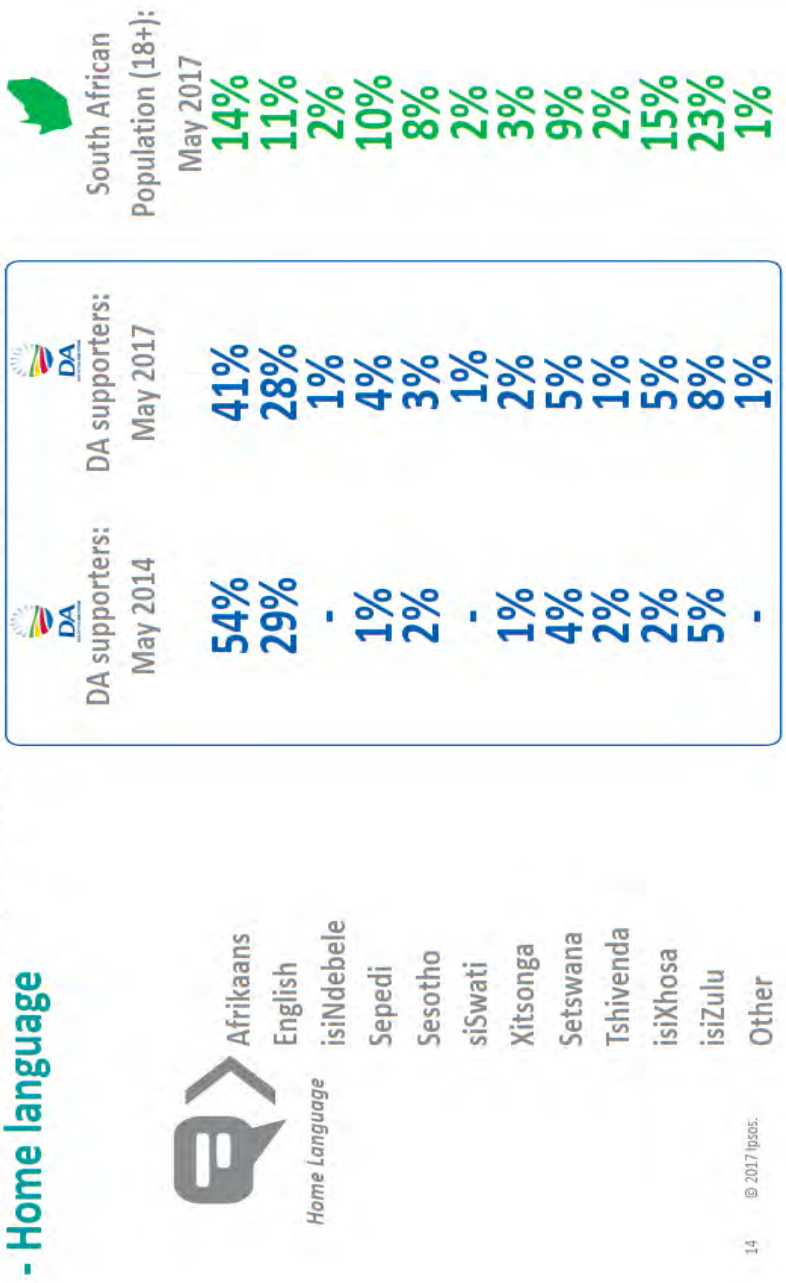 - Home language
DA
DA supporters:
May 2014
DA
DA supporters:
May 2017
South African
Population (18+):
May 2017
Home Language
Afrikaans 54% 41% 14%
English 29% 28% 11%
isiNdebele - 1% 2%
Sepedi 1% 4% 10%
Sesotho 2% 3% 8%
siSwati - 1% 2%
Xitsonga 1% 2% 3%
Setswana 4% 5% 9%
Tshivenda 2% 1% 2%
isiXhosa 2% 5% 15%
isiZulu 5% 8% 23%
Other - 1% 1%
14 © 2017 Ipsos.